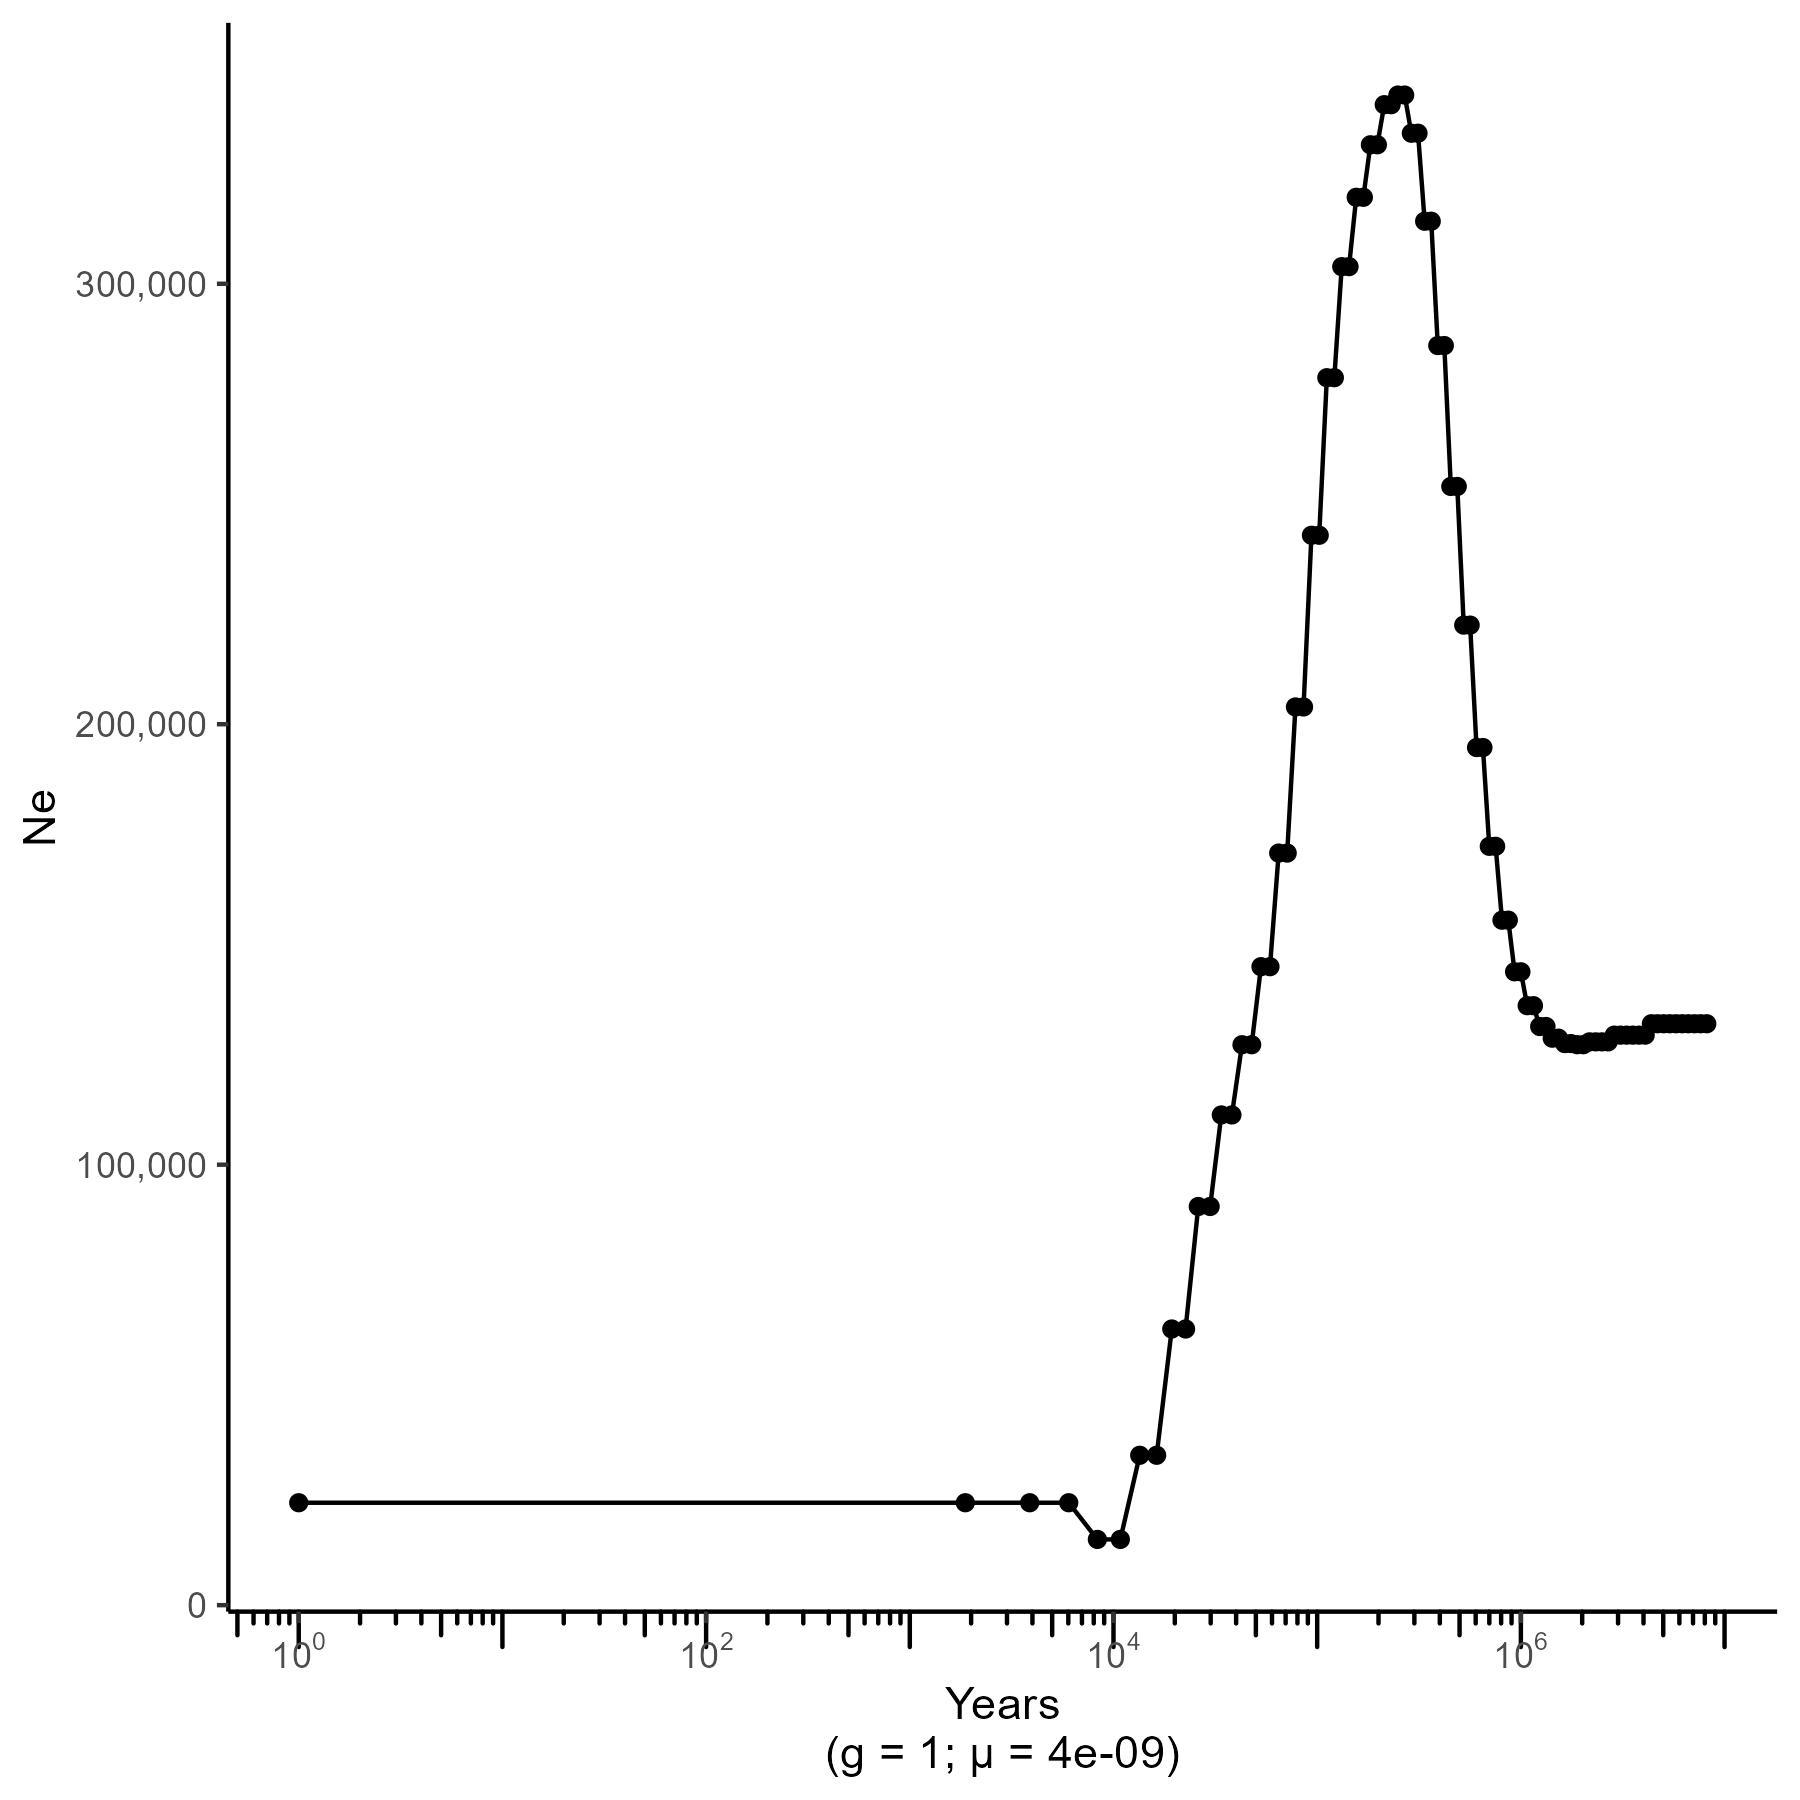 Ne
300,000
200,000
100,000
0
10⁰ 10² 10⁴ 10⁶
Years
(g = 1; μ = 4e-09)